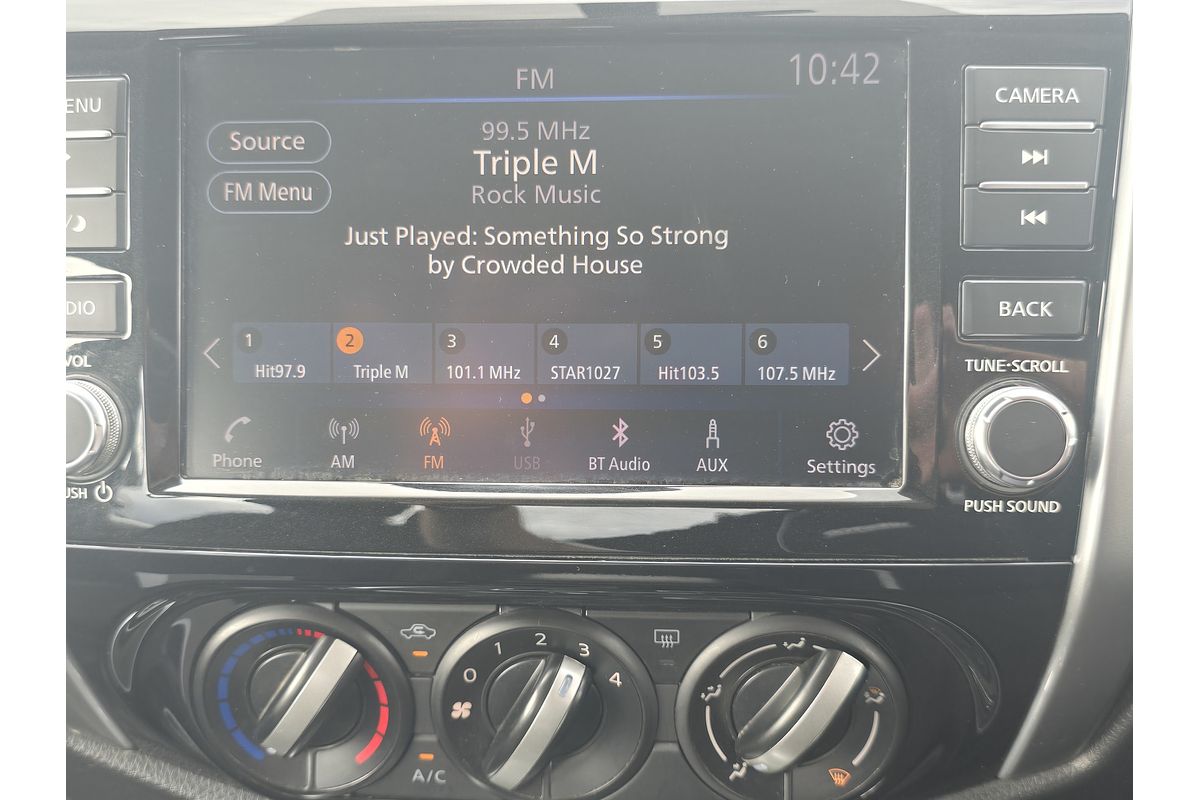 FM
10:42
Source
99.5 MHz
Triple M
FM Menu
Rock Music
Just Played: Something So Strong
by Crowded House
1 2 3 4 5 6
Hit97.9 Triple M 101.1 MHz STAR1027 Hit103.5 107.5 MHz
Phone AM FM USB BT Audio AUX Settings
ENU
DIO
VOL
USH
CAMERA
BACK
TUNE·SCROLL
PUSH SOUND
0 1 2 3 4
A/C